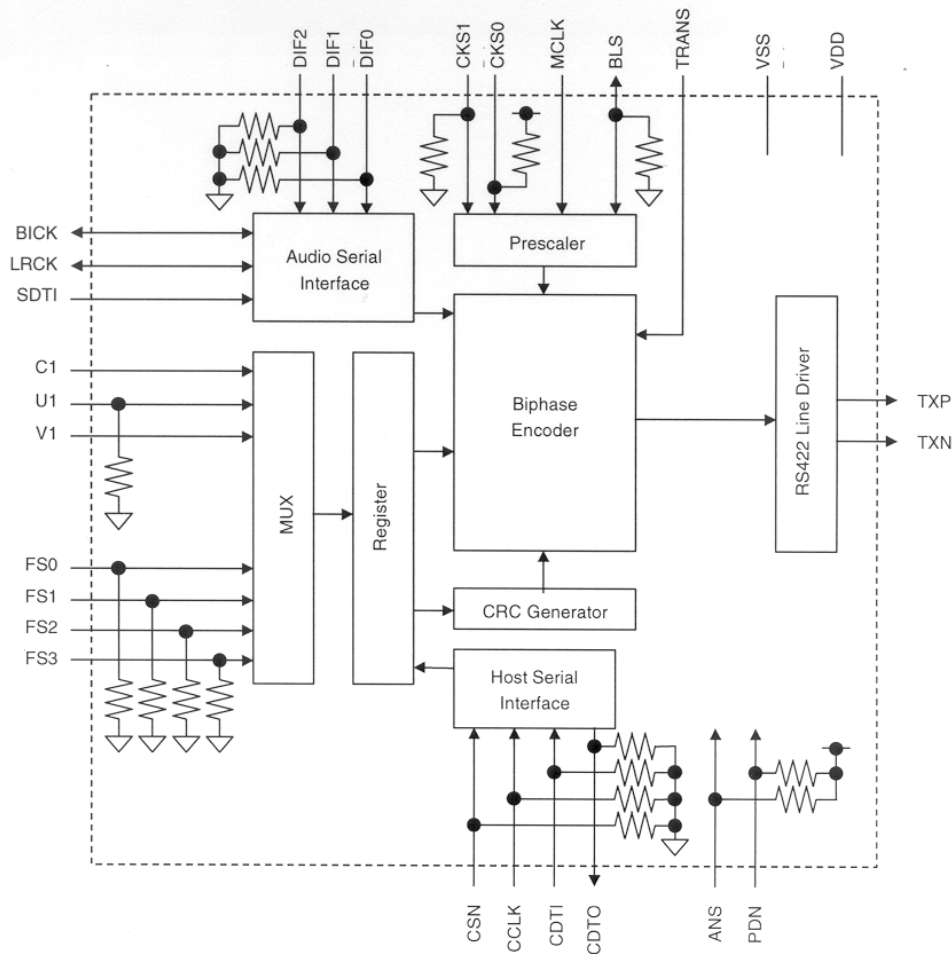 DIF2
DIF1
DIF0
CKS1
CKS0
MCLK
BLS
TRANS
VSS
VDD
BICK
LRCK
SDTI
Audio Serial
Interface
Prescaler
C1
U1
V1
Biphase
Encoder
RS422 Line Driver
TXP
TXN
MUX
Register
FS0
FS1
FS2
FS3
CRC Generator
Host Serial
Interface
CSN
CCLK
CDTI
CDTO
ANS
PDN